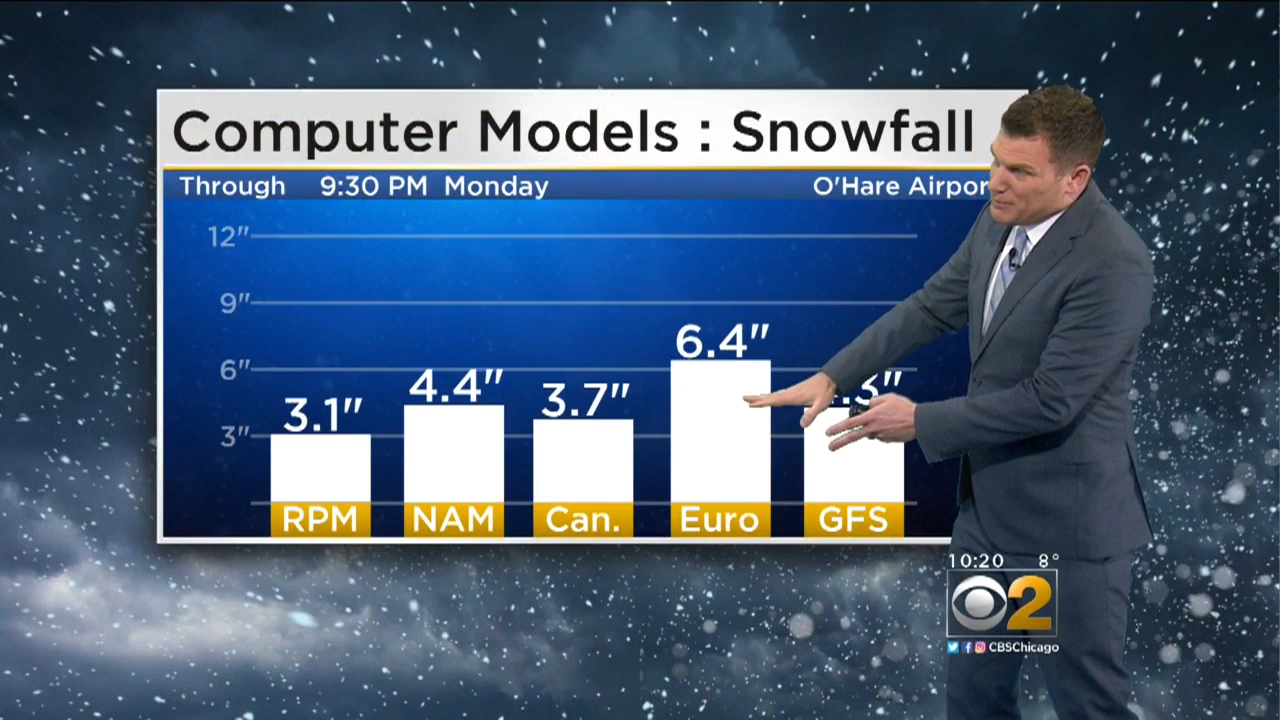 Computer Models : Snowfall
Through 9:30 PM Monday O'Hare
12"
9"
6"
3"
3.1"
4.4"
3.7"
6.4"
RPM
NAM
Can.
Euro
GFS
10:20 8°
2
CBSChicago